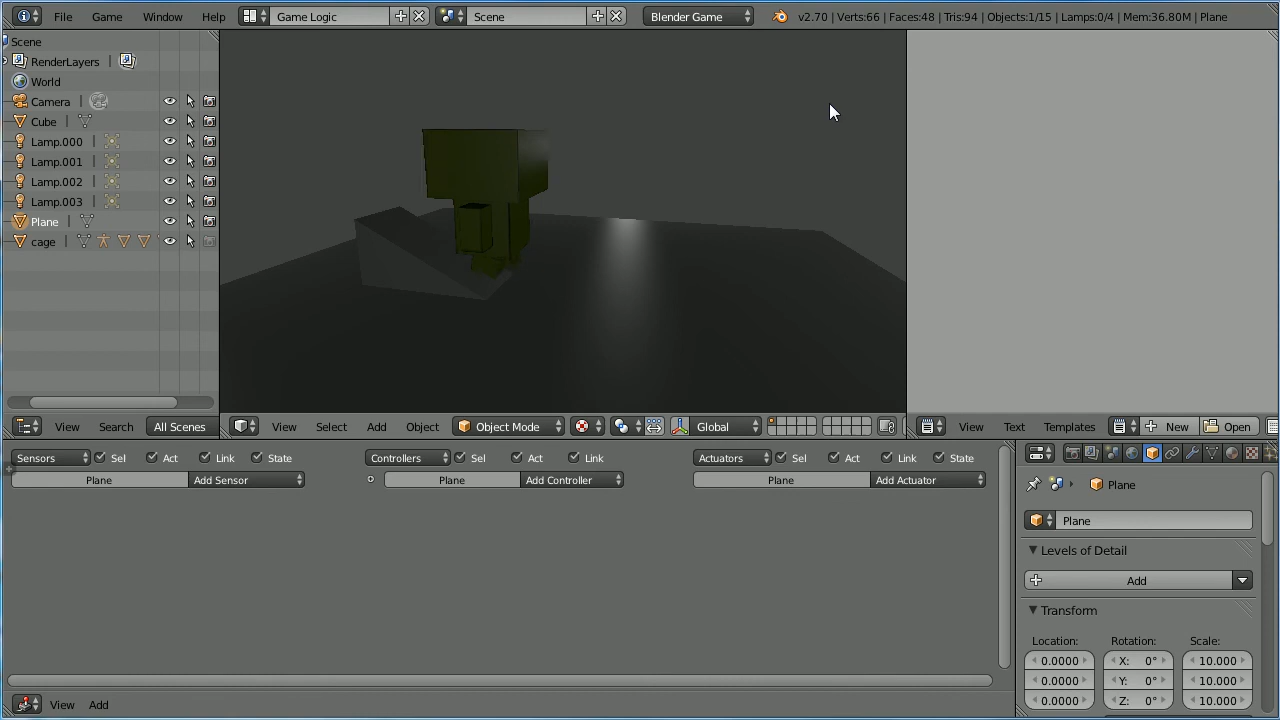 File Game Window Help Game Logic Scene Blender Game v2.70 | Verts:66 | Faces:48 | Tris:94 | Objects:1/15 | Lamps:0/4 | Mem:36.80M | Plane
Scene
RenderLayers
World
Camera
Cube
Lamp.000
Lamp.001
Lamp.002
Lamp.003
Plane
cage
View Search All Scenes
View Select Add Object Object Mode Global
View Text Templates New Open
Sensors Sel Act Link State Controllers Sel Act Link Actuators Sel Act Link State
Plane Add Sensor Plane Add Controller Plane Add Actuator
Plane
Plane
Levels of Detail
Add
Transform
Location: Rotation: Scale:
0.0000 X: 0° 10.000
0.0000 Y: 0° 10.000
0.0000 Z: 0° 10.000
View Add